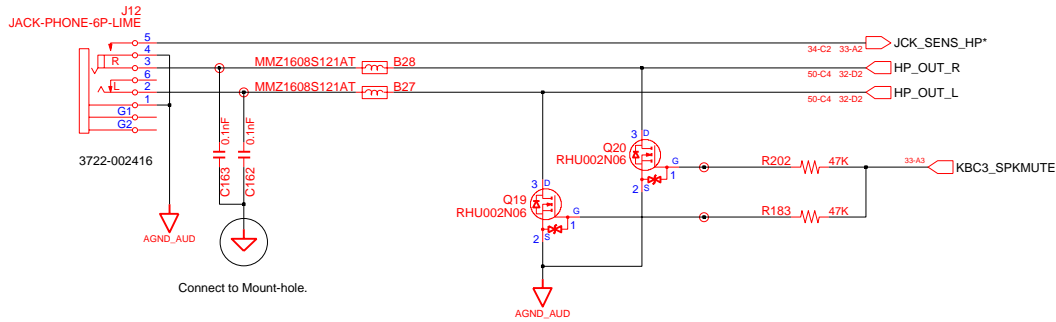 J12
JACK-PHONE-6P-LIME
5
4
3
6
2
1
G1
G2
R
L
3722-002416
MMZ1608S121AT B28
MMZ1608S121AT B27
34-C2 33-A2 JCK_SENS_HP*
50-C4 32-D2 HP_OUT_R
50-C4 32-D2 HP_OUT_L
0.1nF
C163
0.1nF
C162
AGND_AUD
Connect to Mount-hole.
3 D
Q20
RHU002N06
G
1
2 S
3 D
Q19
RHU002N06
G
1
2 S
AGND_AUD
R202 47K
33-A3 KBC3_SPKMUTE
R183 47K